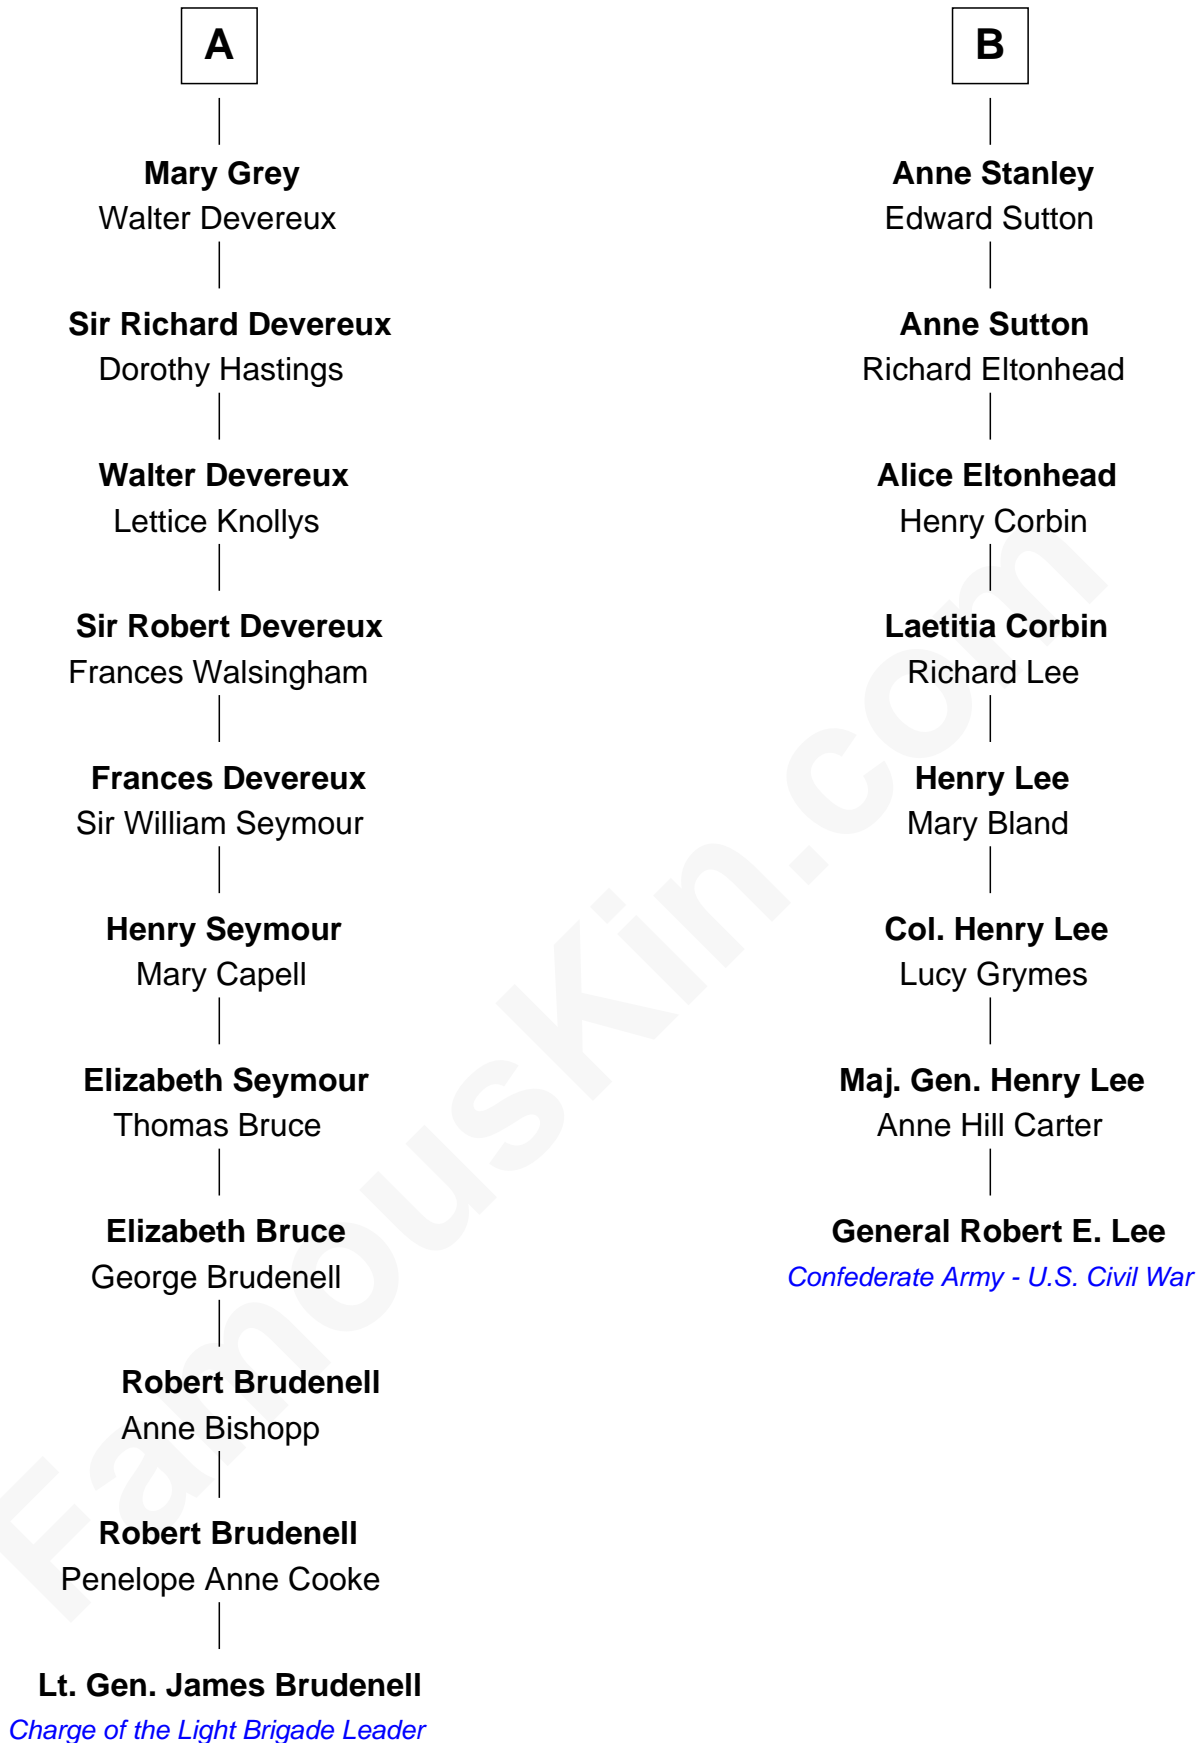 A
Mary Grey
Walter Devereux
Sir Richard Devereux
Dorothy Hastings
Walter Devereux
Lettice Knollys
Sir Robert Devereux
Frances Walsingham
Frances Devereux
Sir William Seymour
Henry Seymour
Mary Capell
Elizabeth Seymour
Thomas Bruce
Elizabeth Bruce
George Brudenell
Robert Brudenell
Anne Bishopp
Robert Brudenell
Penelope Anne Cooke
Lt. Gen. James Brudenell
Charge of the Light Brigade Leader
B
Anne Stanley
Edward Sutton
Anne Sutton
Richard Eltonhead
Alice Eltonhead
Henry Corbin
Laetitia Corbin
Richard Lee
Henry Lee
Mary Bland
Col. Henry Lee
Lucy Grymes
Maj. Gen. Henry Lee
Anne Hill Carter
General Robert E. Lee
Confederate Army - U.S. Civil War
FamousKin.com